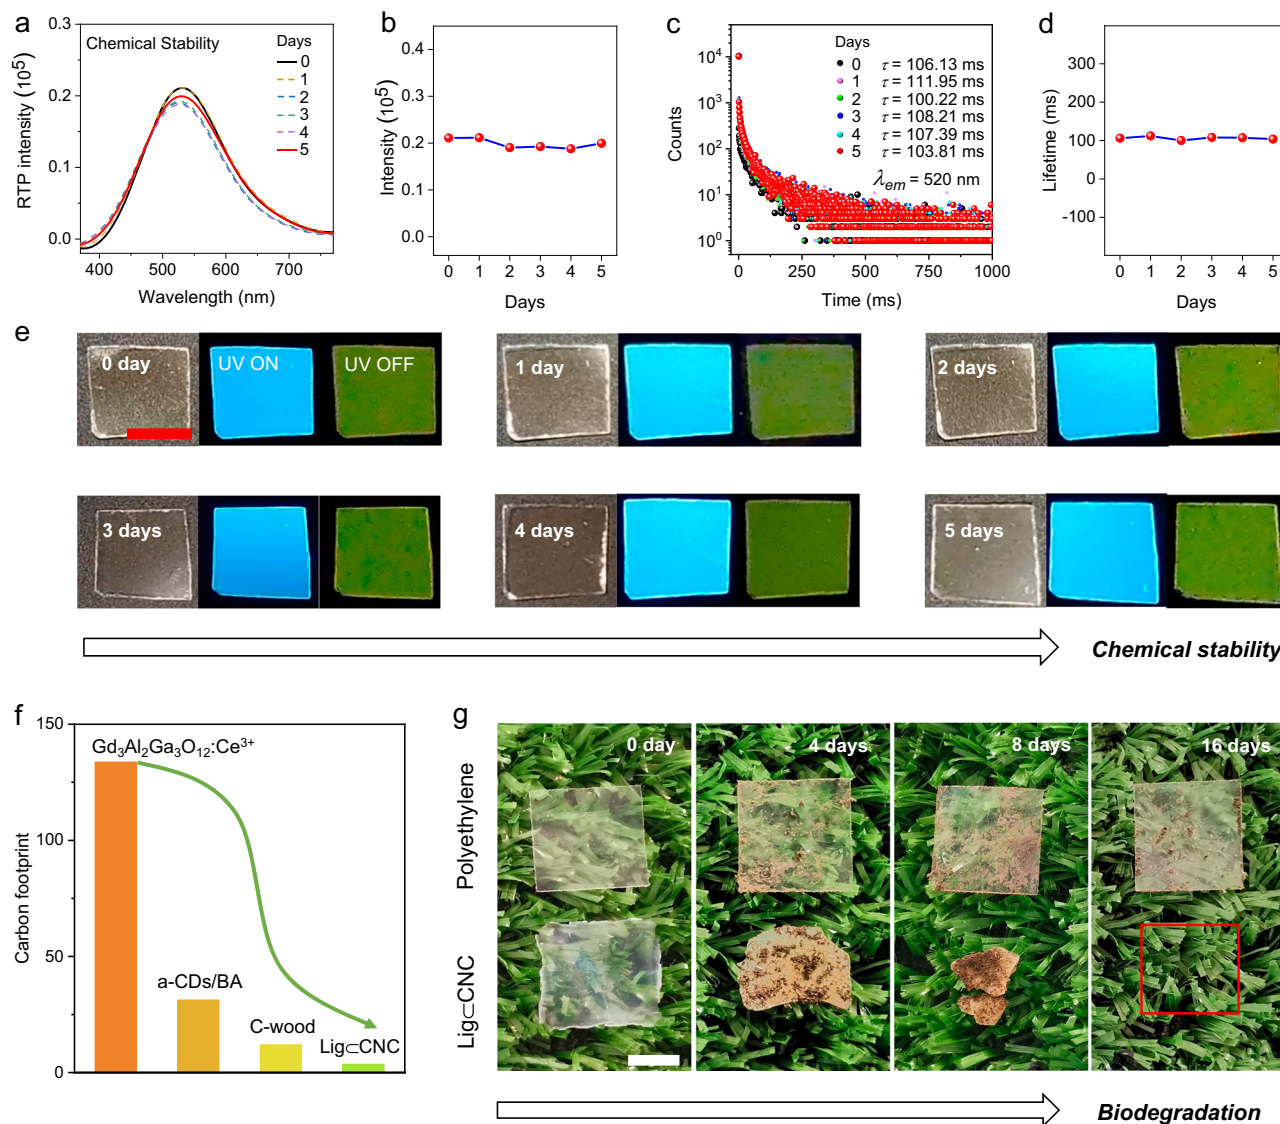 a
0.3
0.2
0.1
0.0
RTP intensity (10⁵)
Chemical Stability
Days
0
1
2
3
4
5
400 500 600 700
Wavelength (nm)
b
0.4
0.3
0.2
0.1
0.0
Intensity (10⁵)
0 1 2 3 4 5
Days
c
10⁴
10³
10²
10¹
10⁰
Counts
Days
0 τ = 106.13 ms
1 τ = 111.95 ms
2 τ = 100.22 ms
3 τ = 108.21 ms
4 τ = 107.39 ms
5 τ = 103.81 ms
λem = 520 nm
0 250 500 750 1000
Time (ms)
d
300
200
100
0
-100
Lifetime (ms)
0 1 2 3 4 5
Days
e
0 day UV ON UV OFF
1 day
2 days
3 days
4 days
5 days
Chemical stability
f
150
100
50
0
Carbon footprint
Gd₃Al₂Ga₃O₁₂:Ce³⁺
a-CDs/BA
C-wood
Lig⊂CNC
g
0 day 4 days 8 days 16 days
Polyethylene
Lig⊂CNC
Biodegradation